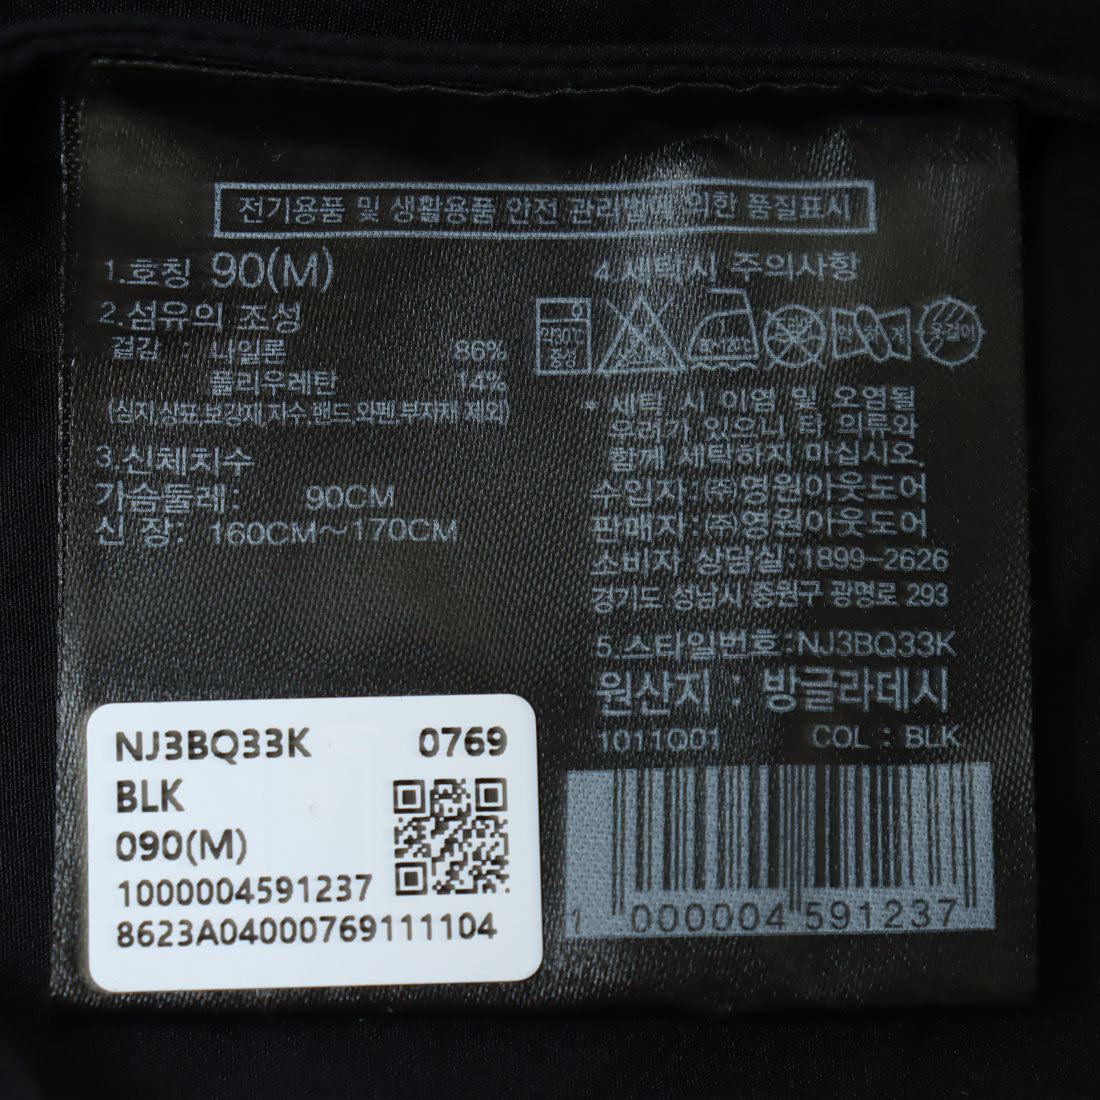 전기용품 및 생활용품 안전 관리법에 의한 품질표시
1.호칭 90(M)
2.섬유의 조성
겉감 : 나일론 86%
폴리우레탄 14%
(심지,상표,보강재,자수,밴드,와펜,부자재 제외)
3.신체치수
가슴둘레: 90CM
신 장: 160CM~170CM
4.세탁시 주의사항
중성
약하게
옷걸이
* 세탁 시 이염 및 오염될
우려가 있으니 타 의류와
함께 세탁하지 마십시오.
수입자:(주)영원아웃도어
판매자:(주)영원아웃도어
소비자 상담실:1899-2626
경기도 성남시 중원구 광명로 293
5.스타일번호:NJ3BQ33K
원산지 : 방글라데시
1011Q01 COL : BLK
1 000004 591237
NJ3BQ33K 0769
BLK
090(M)
1000004591237
8623A04000769111104